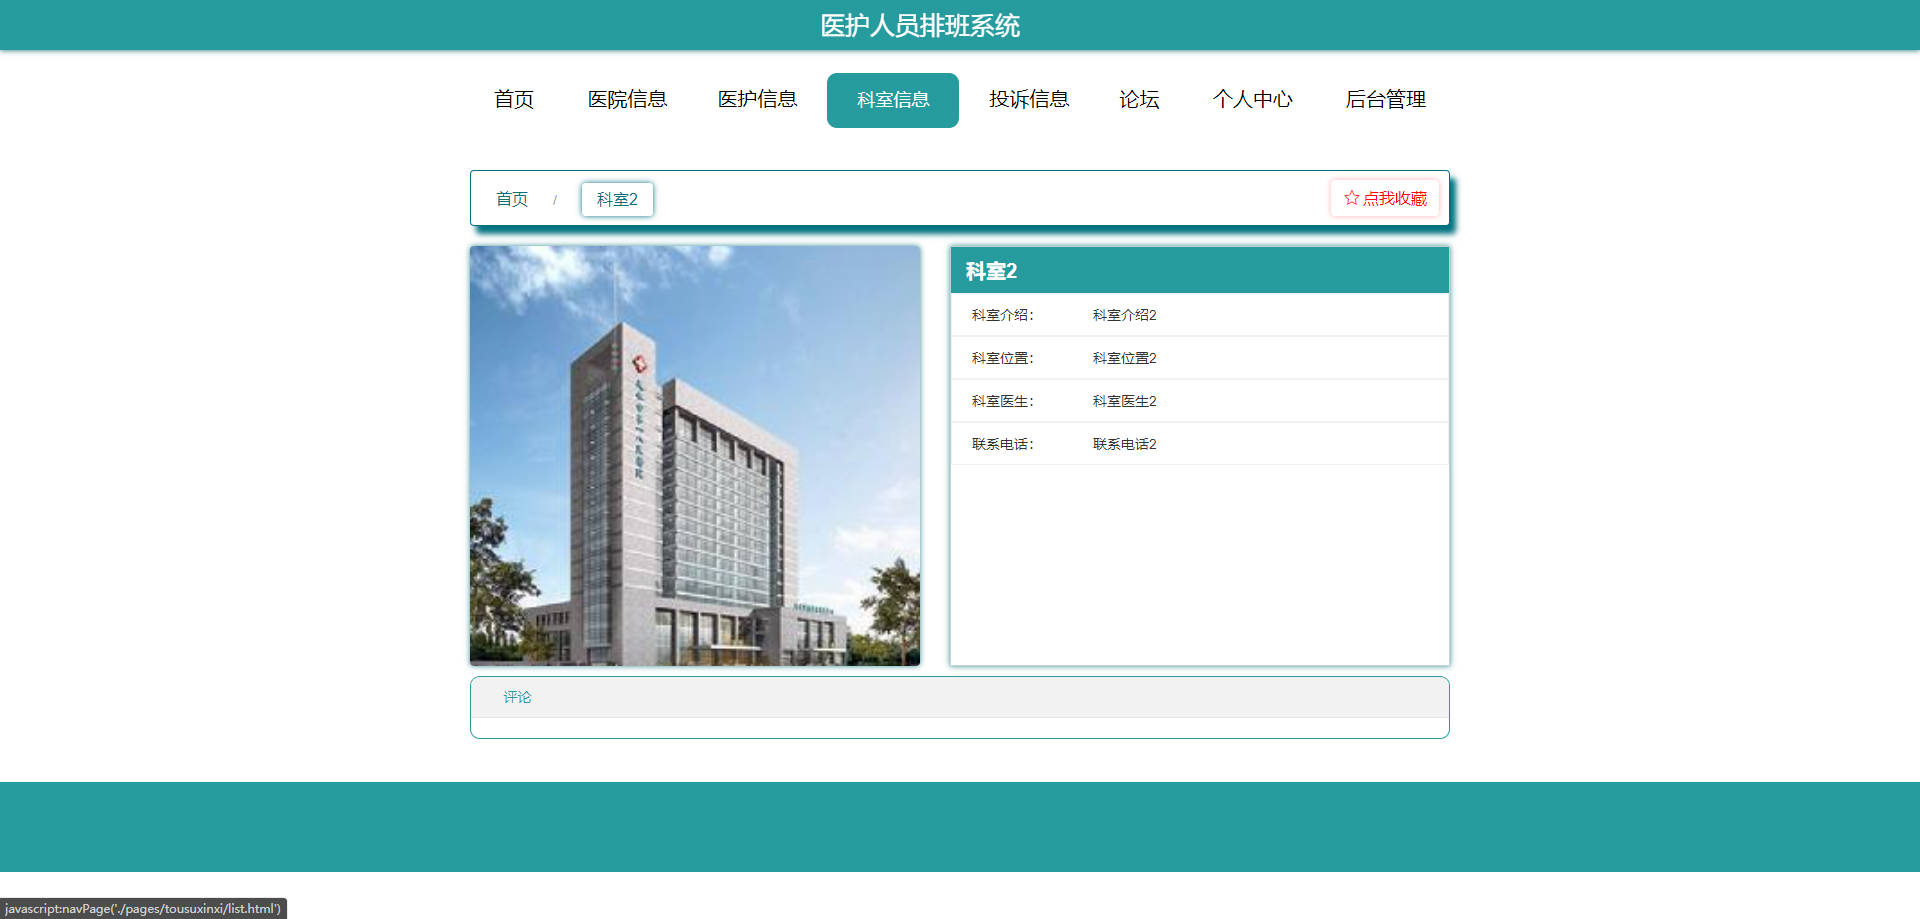 医护人员排班系统
首页 医院信息 医护信息 科室信息 投诉信息 论坛 个人中心 后台管理
首页 / 科室2 ☆ 点我收藏
科室2
科室介绍： 科室介绍2
科室位置： 科室位置2
科室医生： 科室医生2
联系电话： 联系电话2
评论
javascript:navPage('./pages/tousuxinxi/list.html')